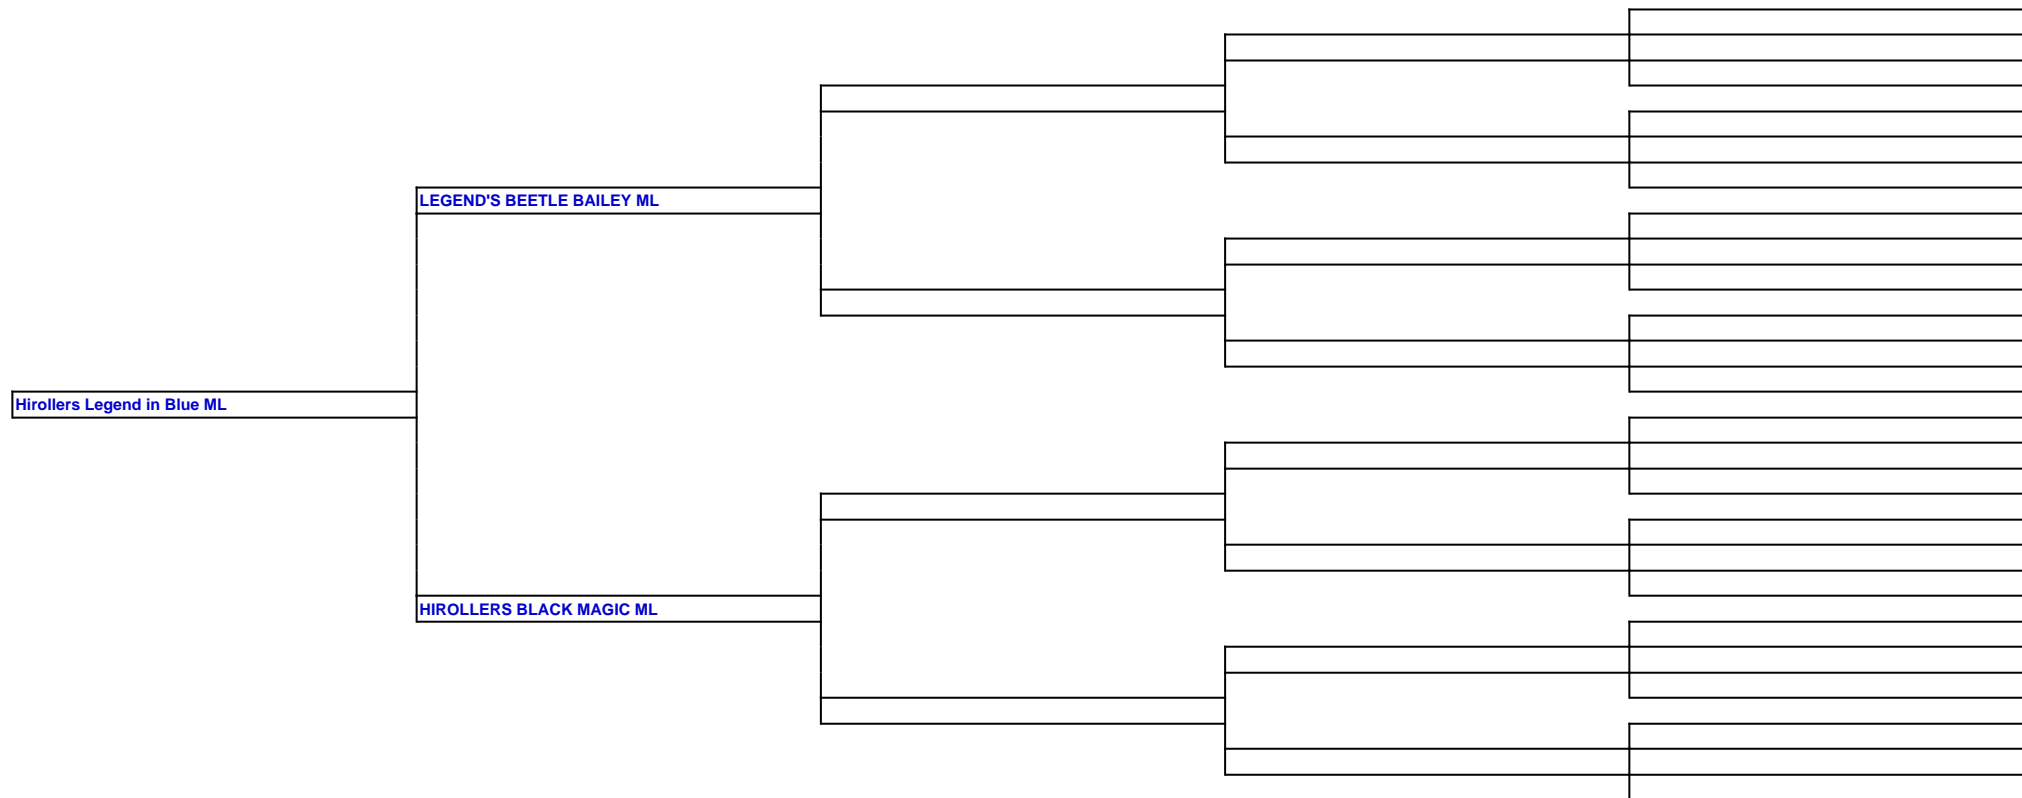 LEGEND'S BEETLE BAILEY ML
Hirollers Legend in Blue ML
HIROLLERS BLACK MAGIC ML